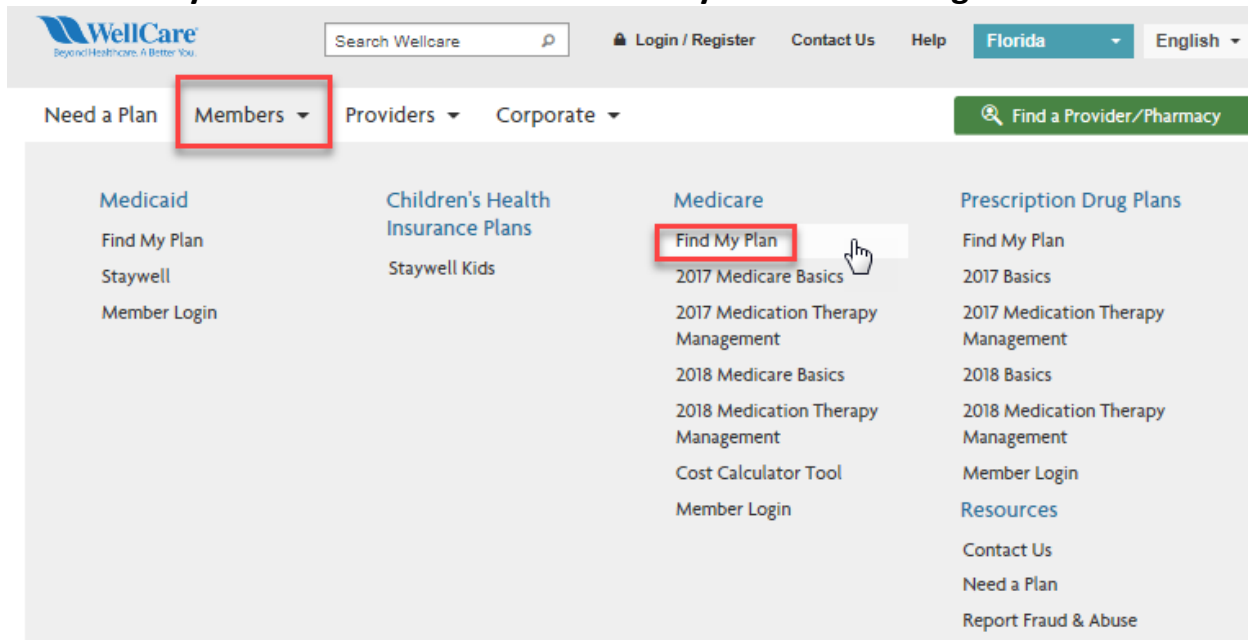 WellCare
Beyond Healthcare. A Better You.
Search Wellcare
Login / Register
Contact Us
Help
Florida
English
Need a Plan
Members
Providers
Corporate
Find a Provider/Pharmacy
Medicaid
Find My Plan
Staywell
Member Login
Children's Health
Insurance Plans
Staywell Kids
Medicare
Find My Plan
2017 Medicare Basics
2017 Medication Therapy
Management
2018 Medicare Basics
2018 Medication Therapy
Management
Cost Calculator Tool
Member Login
Prescription Drug Plans
Find My Plan
2017 Basics
2017 Medication Therapy
Management
2018 Basics
2018 Medication Therapy
Management
Member Login
Resources
Contact Us
Need a Plan
Report Fraud & Abuse